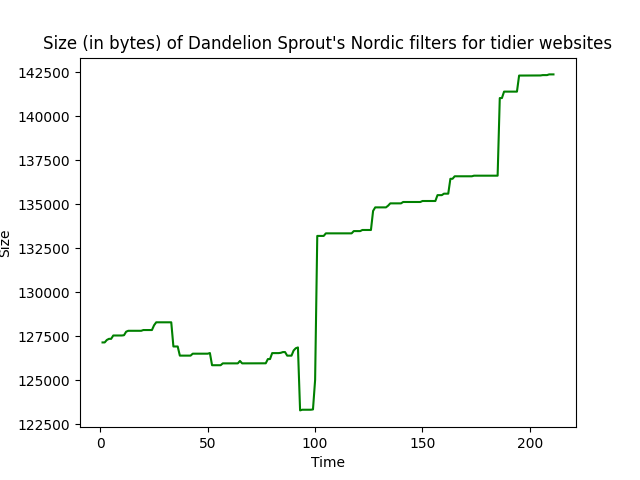 Size (in bytes) of Dandelion Sprout's Nordic filters for tidier websites
142500
140000
137500
135000
132500
130000
127500
125000
122500
Size
0 50 100 150 200
Time